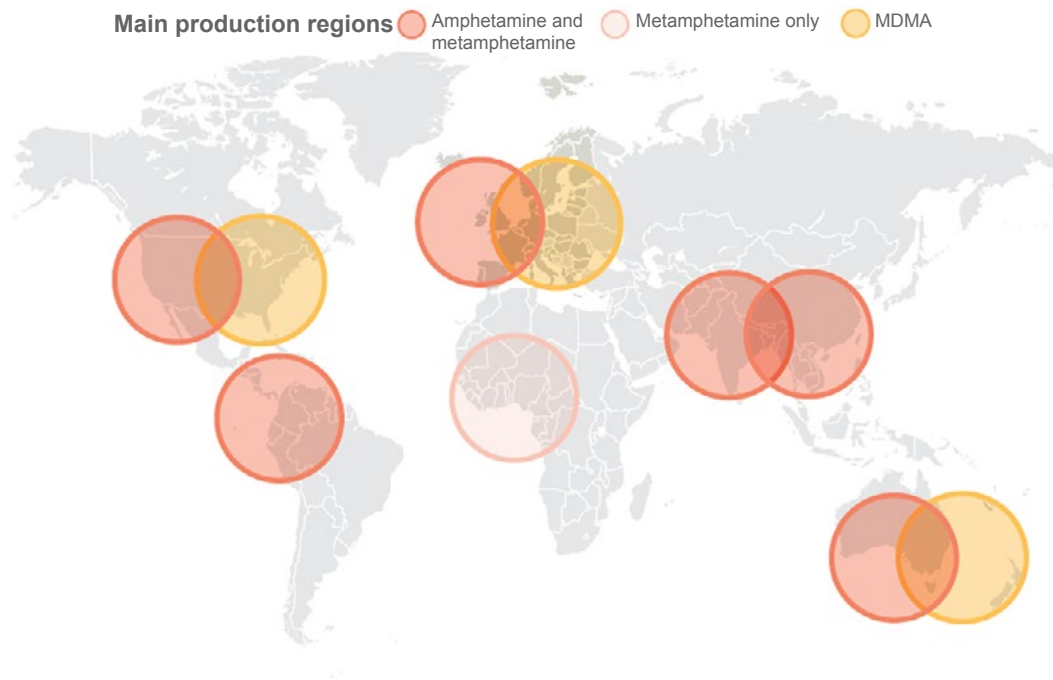 Main production regions
Amphetamine and
metamphetamine
Metamphetamine only
MDMA